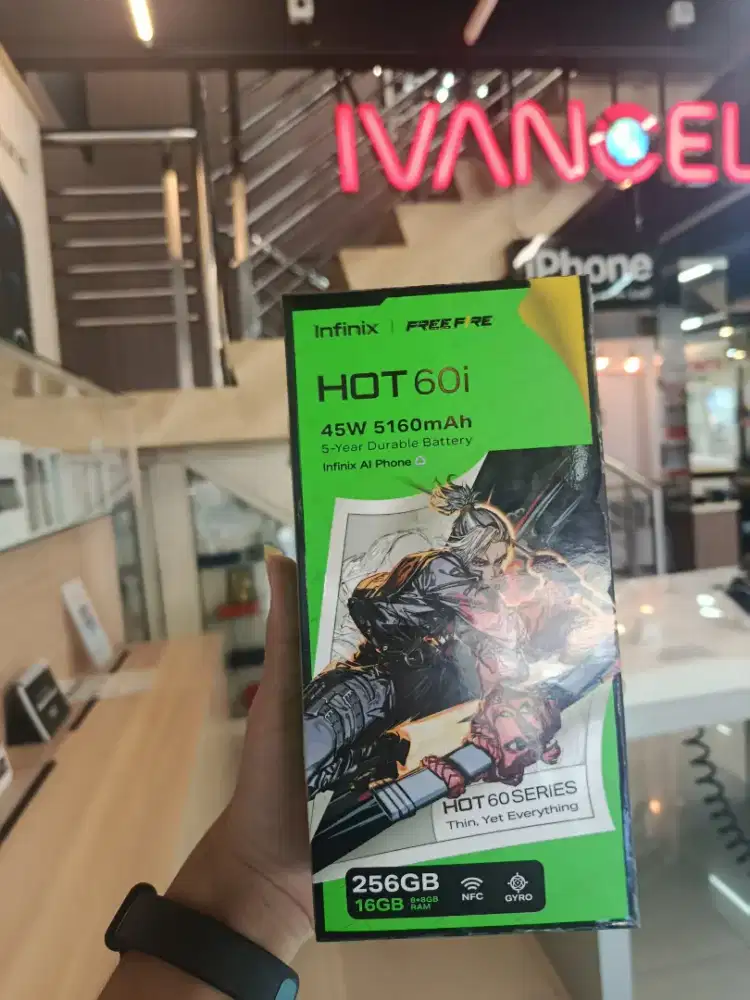 IVANCEL
iPhone
Infinix | FREE FIRE
HOT 60i
45W 5160mAh
5-Year Durable Battery
Infinix AI Phone
HOT 60 SERIES
Thin, Yet Everything
256GB
16GB 8+8GB RAM
NFC
GYRO